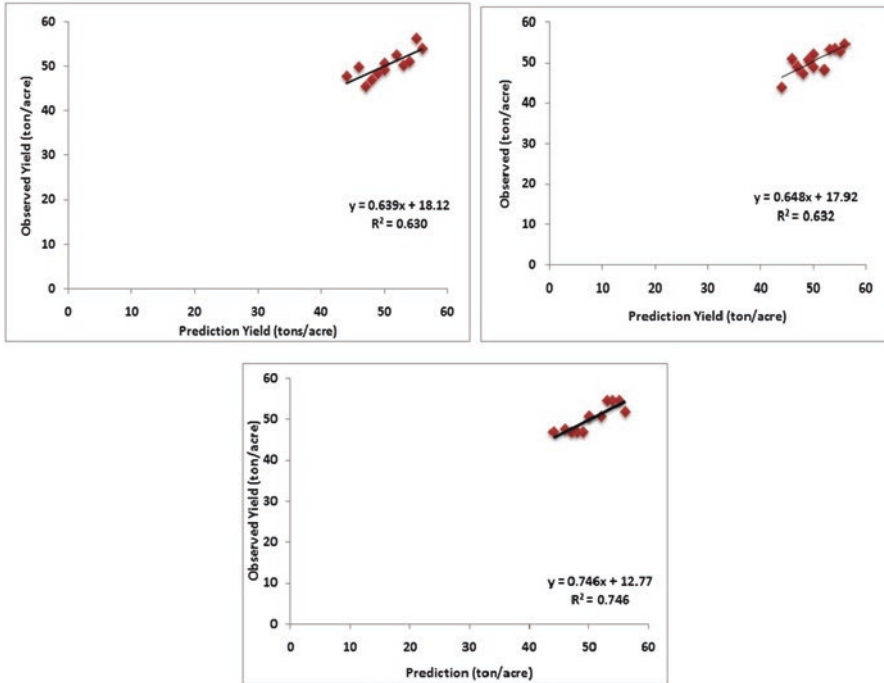 60
50
40
30
20
10
0
Observed Yield (ton/acre)
y = 0.639x + 18.12
R² = 0.630
0 10 20 30 40 50 60
Prediction Yield (tons/acre)
60
50
40
30
20
10
0
Observed (ton/acre)
y = 0.648x + 17.92
R² = 0.632
0 10 20 30 40 50 60
Prediction Yield (ton/acre)
60
50
40
30
20
10
0
Observed Yield (ton/acre)
y = 0.746x + 12.77
R² = 0.746
0 10 20 30 40 50 60
Prediction (ton/acre)